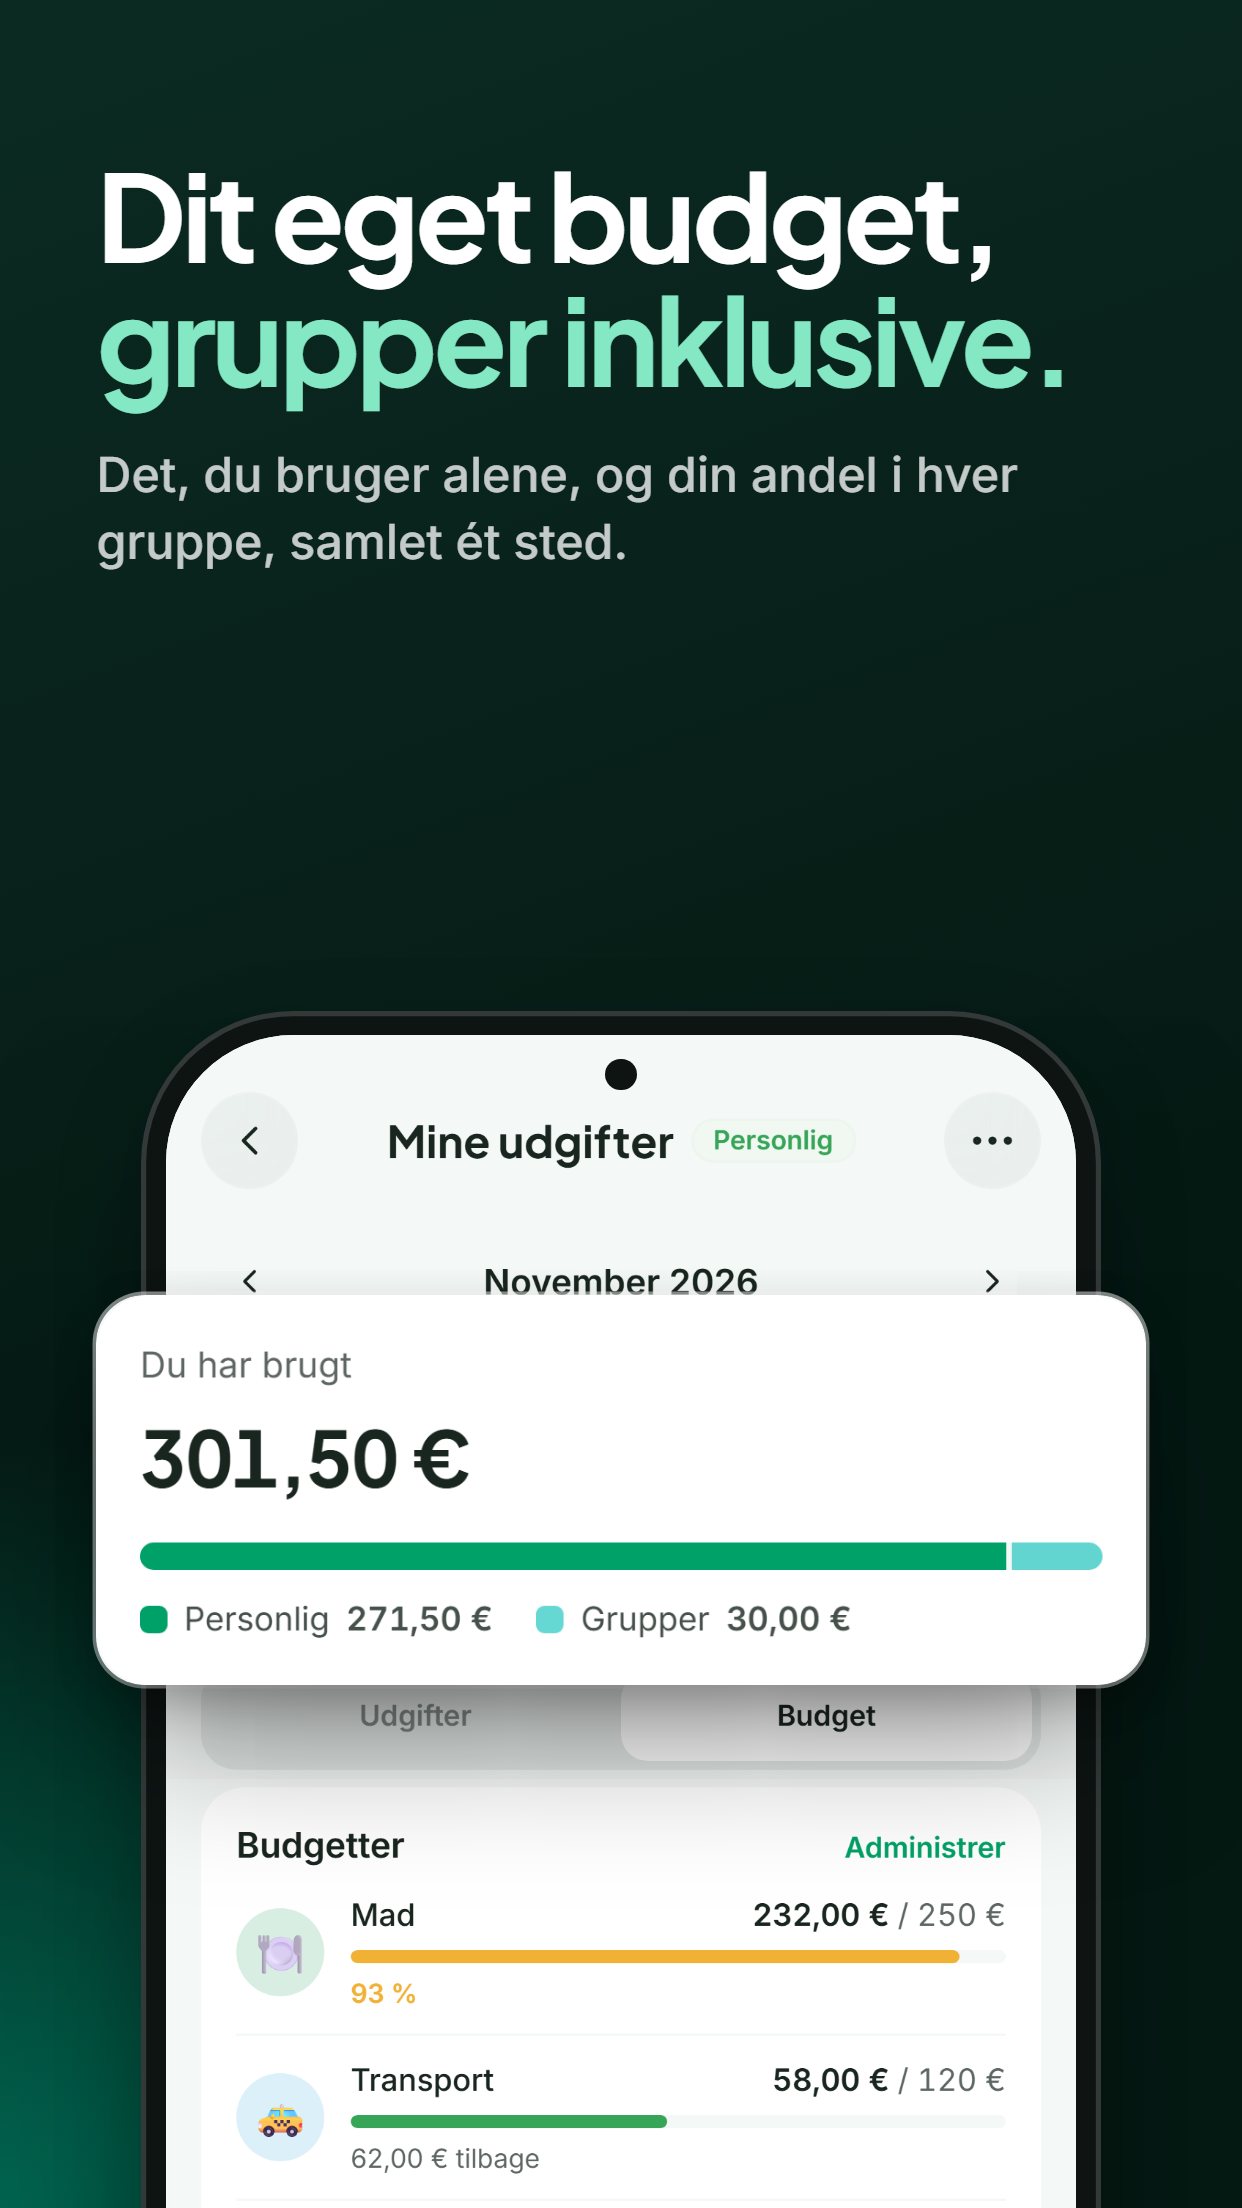 Dit eget budget,
grupper inklusive.
Det, du bruger alene, og din andel i hver
gruppe, samlet ét sted.
Mine udgifter Personlig
November 2026
Du har brugt
301,50 €
Personlig 271,50 € Grupper 30,00 €
Udgifter Budget
Budgetter Administrer
Mad 232,00 € / 250 €
93 %
Transport 58,00 € / 120 €
62,00 € tilbage